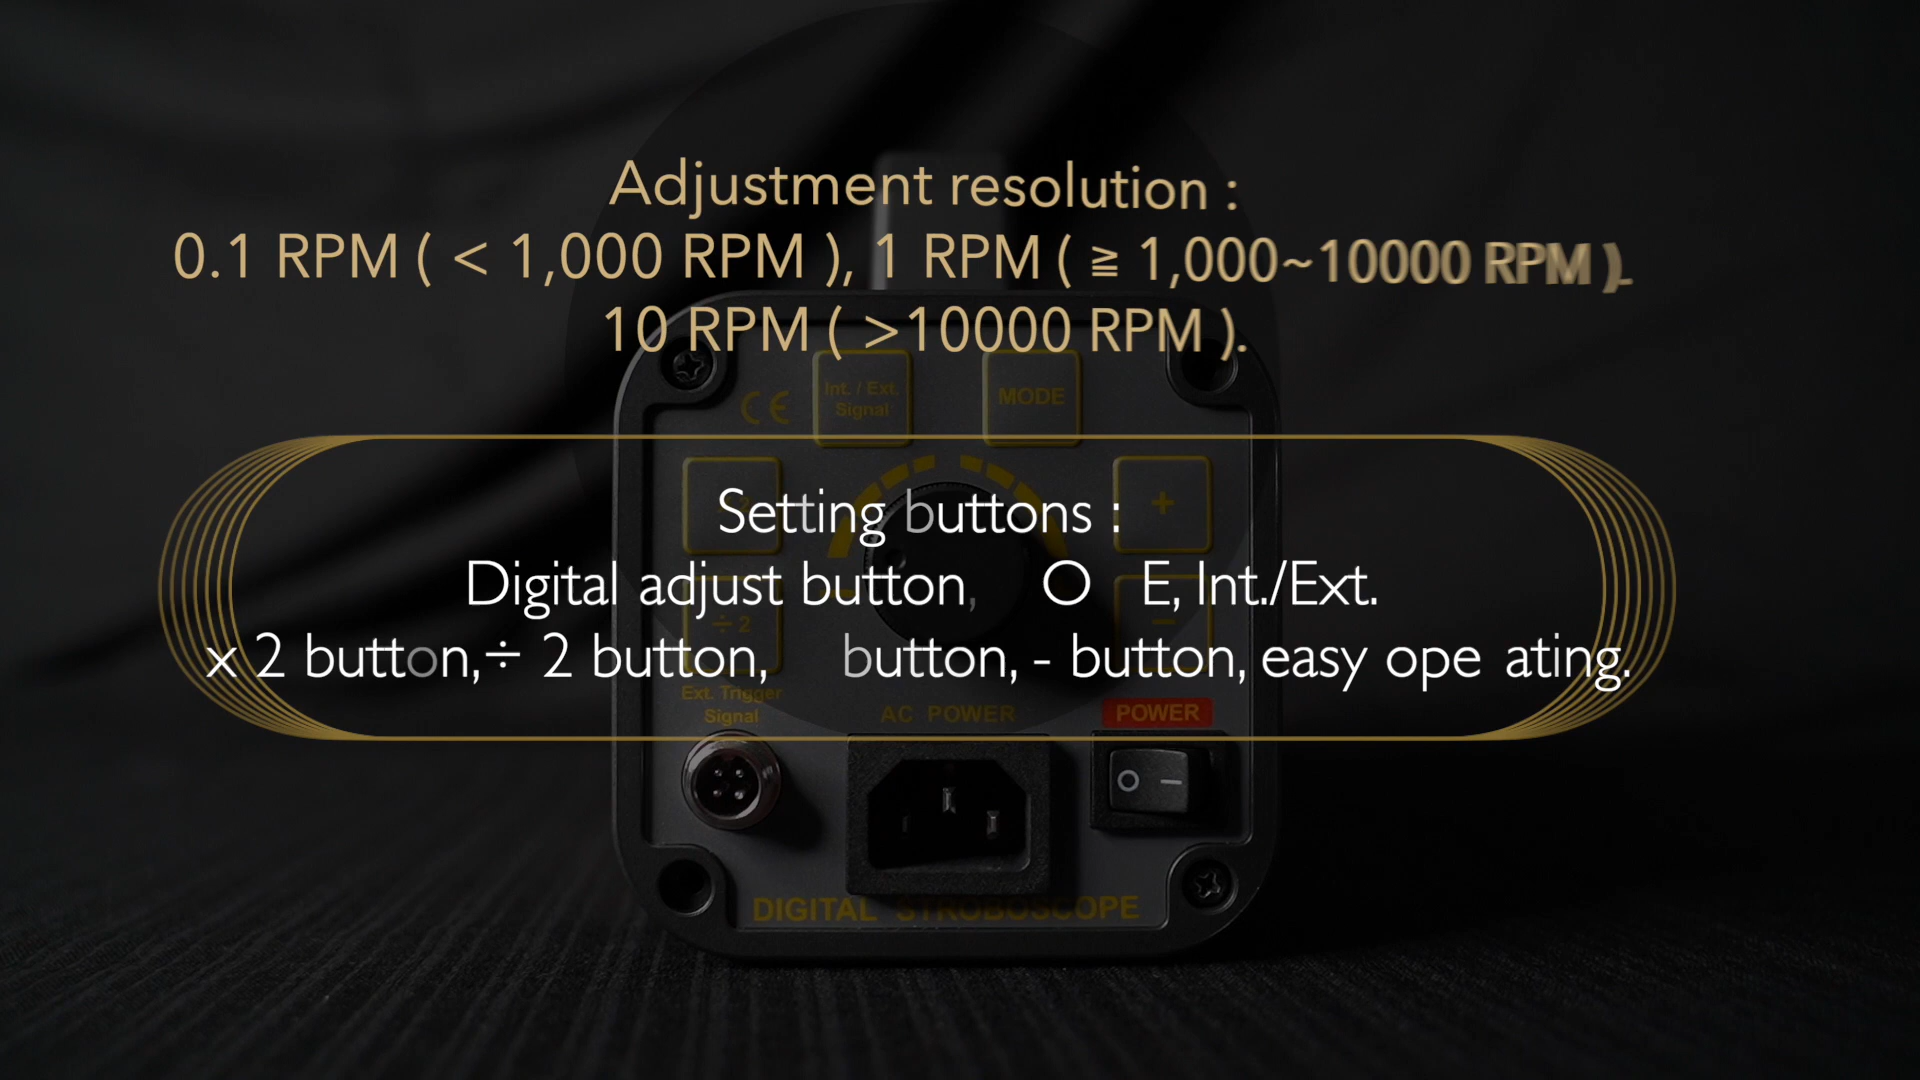 Adjustment resolution :
0.1 RPM ( < 1,000 RPM ), 1 RPM ( ≧ 1,000~10000 RPM ).
10 RPM ( >10000 RPM ).
Int. / Ext.
Signal
MODE
CE
+
Setting buttons :
Digital adjust button, O E, Int./Ext.
÷ 2
−
x 2 button,÷ 2 button, button, - button, easy ope ating.
Ext. Trigger
Signal
AC POWER
POWER
DIGITAL STROBOSCOPE